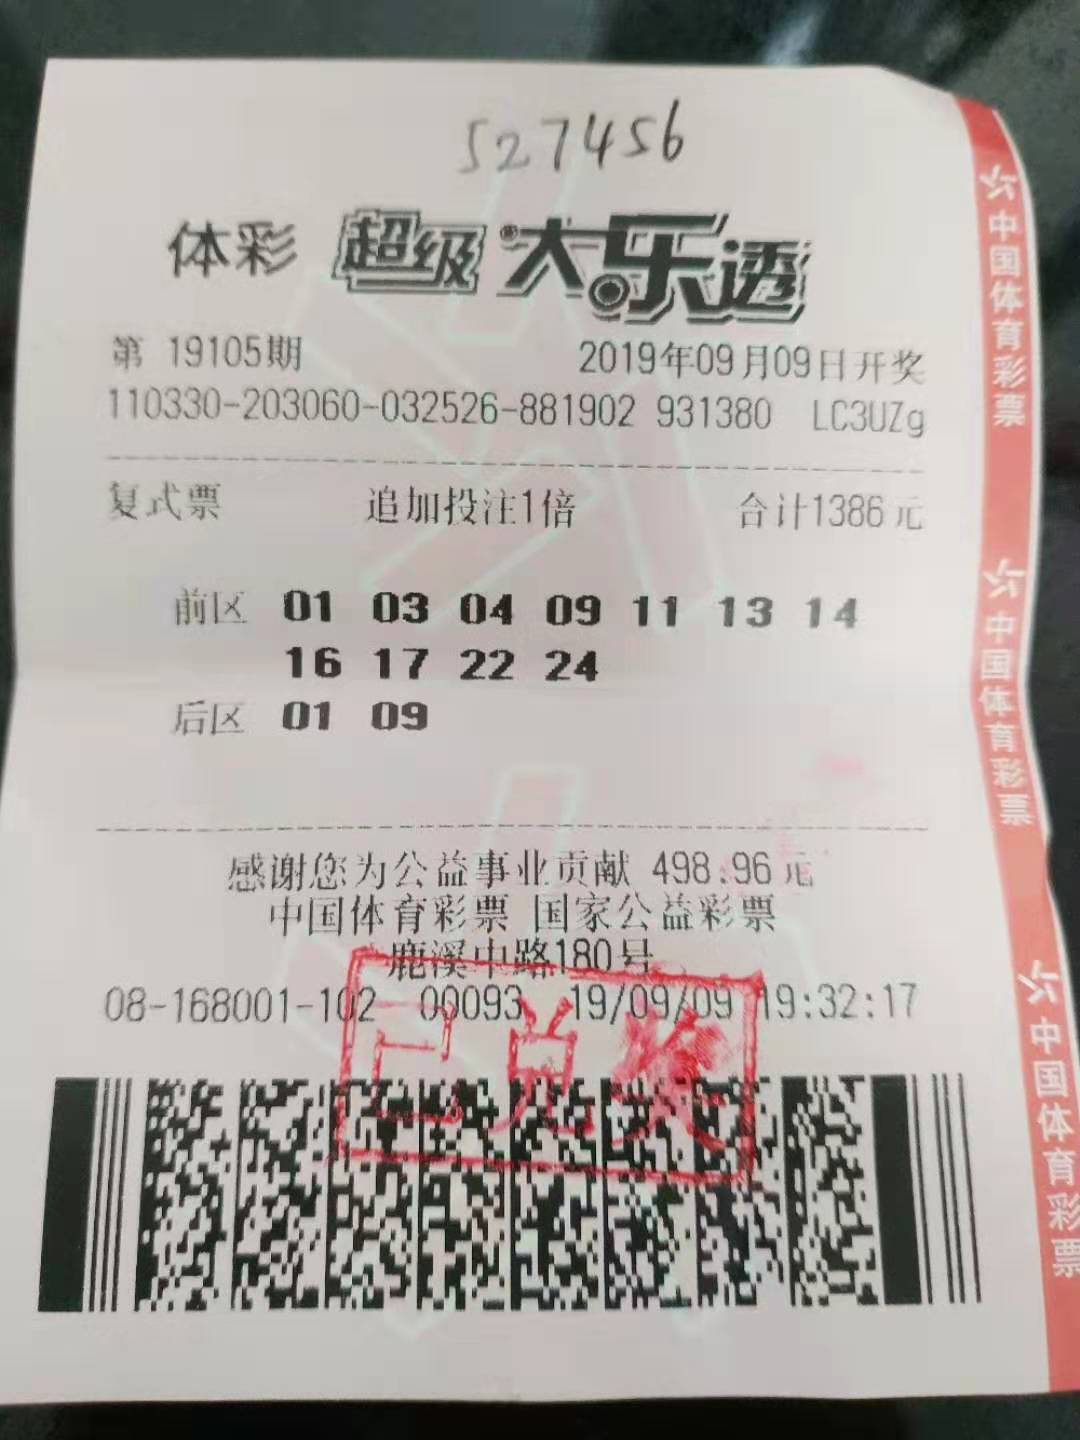 527456
体彩 超级大乐透
第 19105期 2019年09月09日开奖
110330-203060-032526-881902 931380 LC3UZg
复式票 追加投注1倍 合计1386元
前区 01 03 04 09 11 13 14
16 17 22 24
后区 01 09
感谢您为公益事业贡献 498.96元
中国体育彩票 国家公益彩票
鹿溪中路180号
08-168001-102 00093 19/09/09 19:32:17
已兑奖
中国体育彩票
中国体育彩票
中国体育彩票